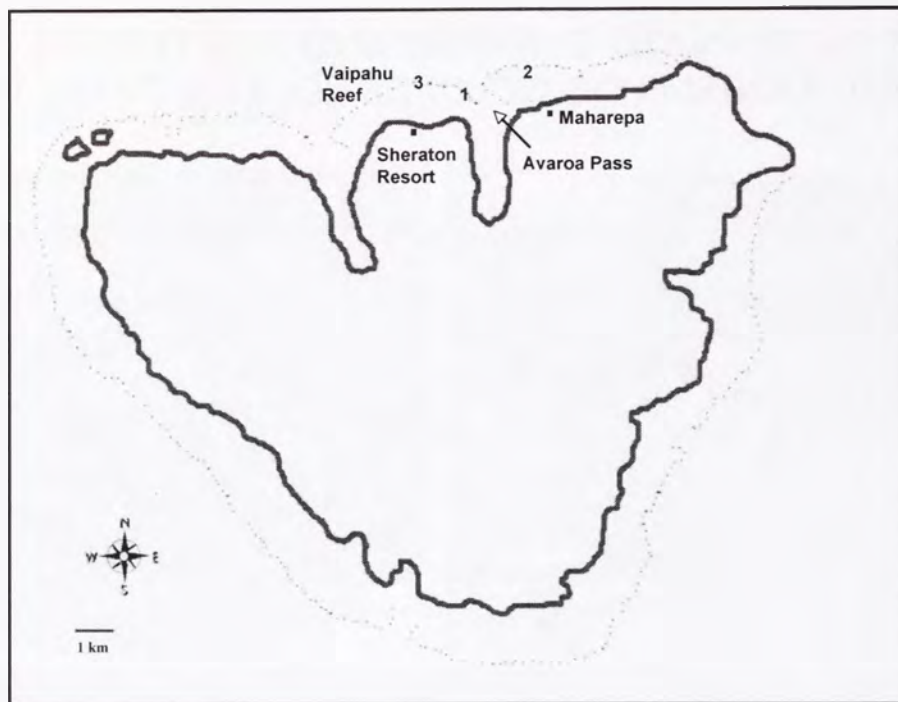 Vaipahu
Reef
3
1
2
Maharepa
Sheraton
Resort
Avaroa Pass
N
W
E
S
1 km